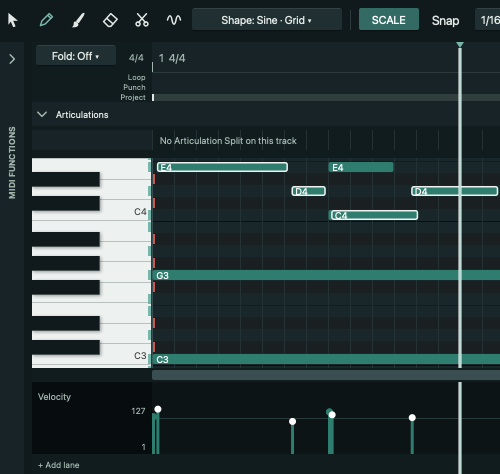 Shape: Sine · Grid ▾
SCALE
Snap
1/16
Fold: Off ▾
4/4
1 4/4
Loop
Punch
Project
Articulations
MIDI FUNCTIONS
No Articulation Split on this track
E4
E4
D4
D4
C4
C4
G3
C3
C3
Velocity
127
1
+ Add lane